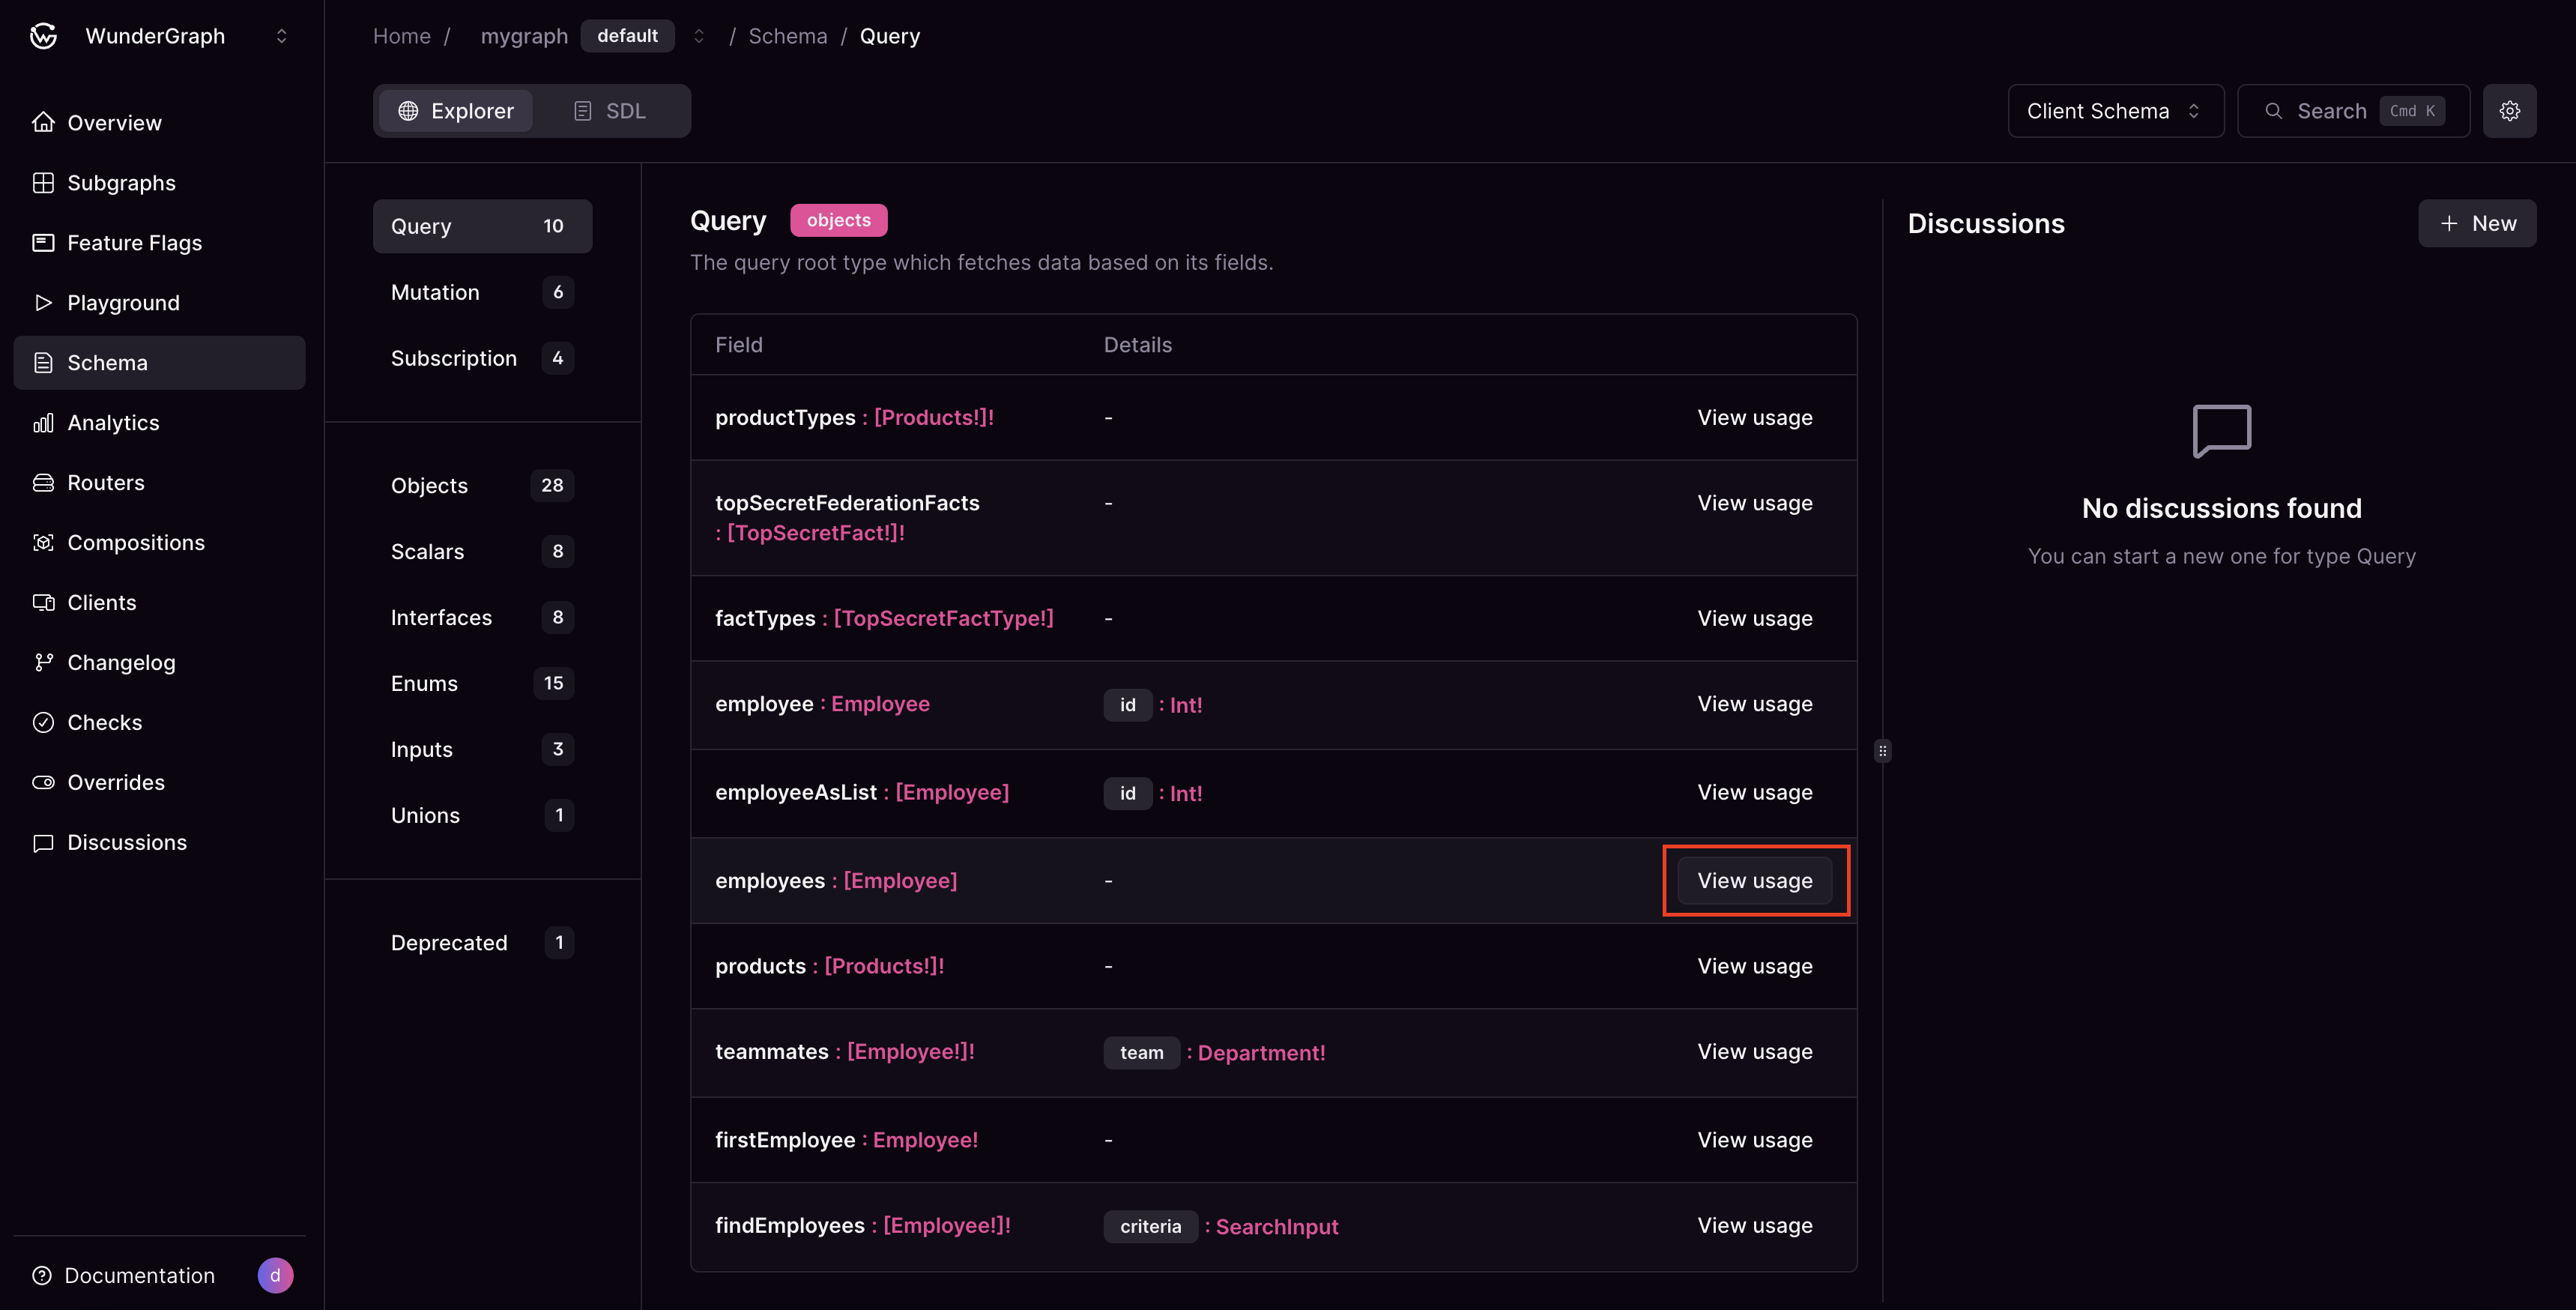 WunderGraph
Home / mygraph default / Schema / Query
Overview
Subgraphs
Feature Flags
Playground
Schema
Analytics
Routers
Compositions
Clients
Changelog
Checks
Overrides
Discussions
Documentation
d
Explorer
SDL
Client Schema
Search Cmd K
Query 10
Mutation 6
Subscription 4
Objects 28
Scalars 8
Interfaces 8
Enums 15
Inputs 3
Unions 1
Deprecated 1
Query objects
The query root type which fetches data based on its fields.
Field Details
productTypes : [Products!]! - View usage
topSecretFederationFacts - View usage
: [TopSecretFact!]!
factTypes : [TopSecretFactType!] - View usage
employee : Employee id : Int! View usage
employeeAsList : [Employee] id : Int! View usage
employees : [Employee] - View usage
products : [Products!]! - View usage
teammates : [Employee!]! team : Department! View usage
firstEmployee : Employee! - View usage
findEmployees : [Employee!]! criteria : SearchInput View usage
Discussions
+ New
No discussions found
You can start a new one for type Query